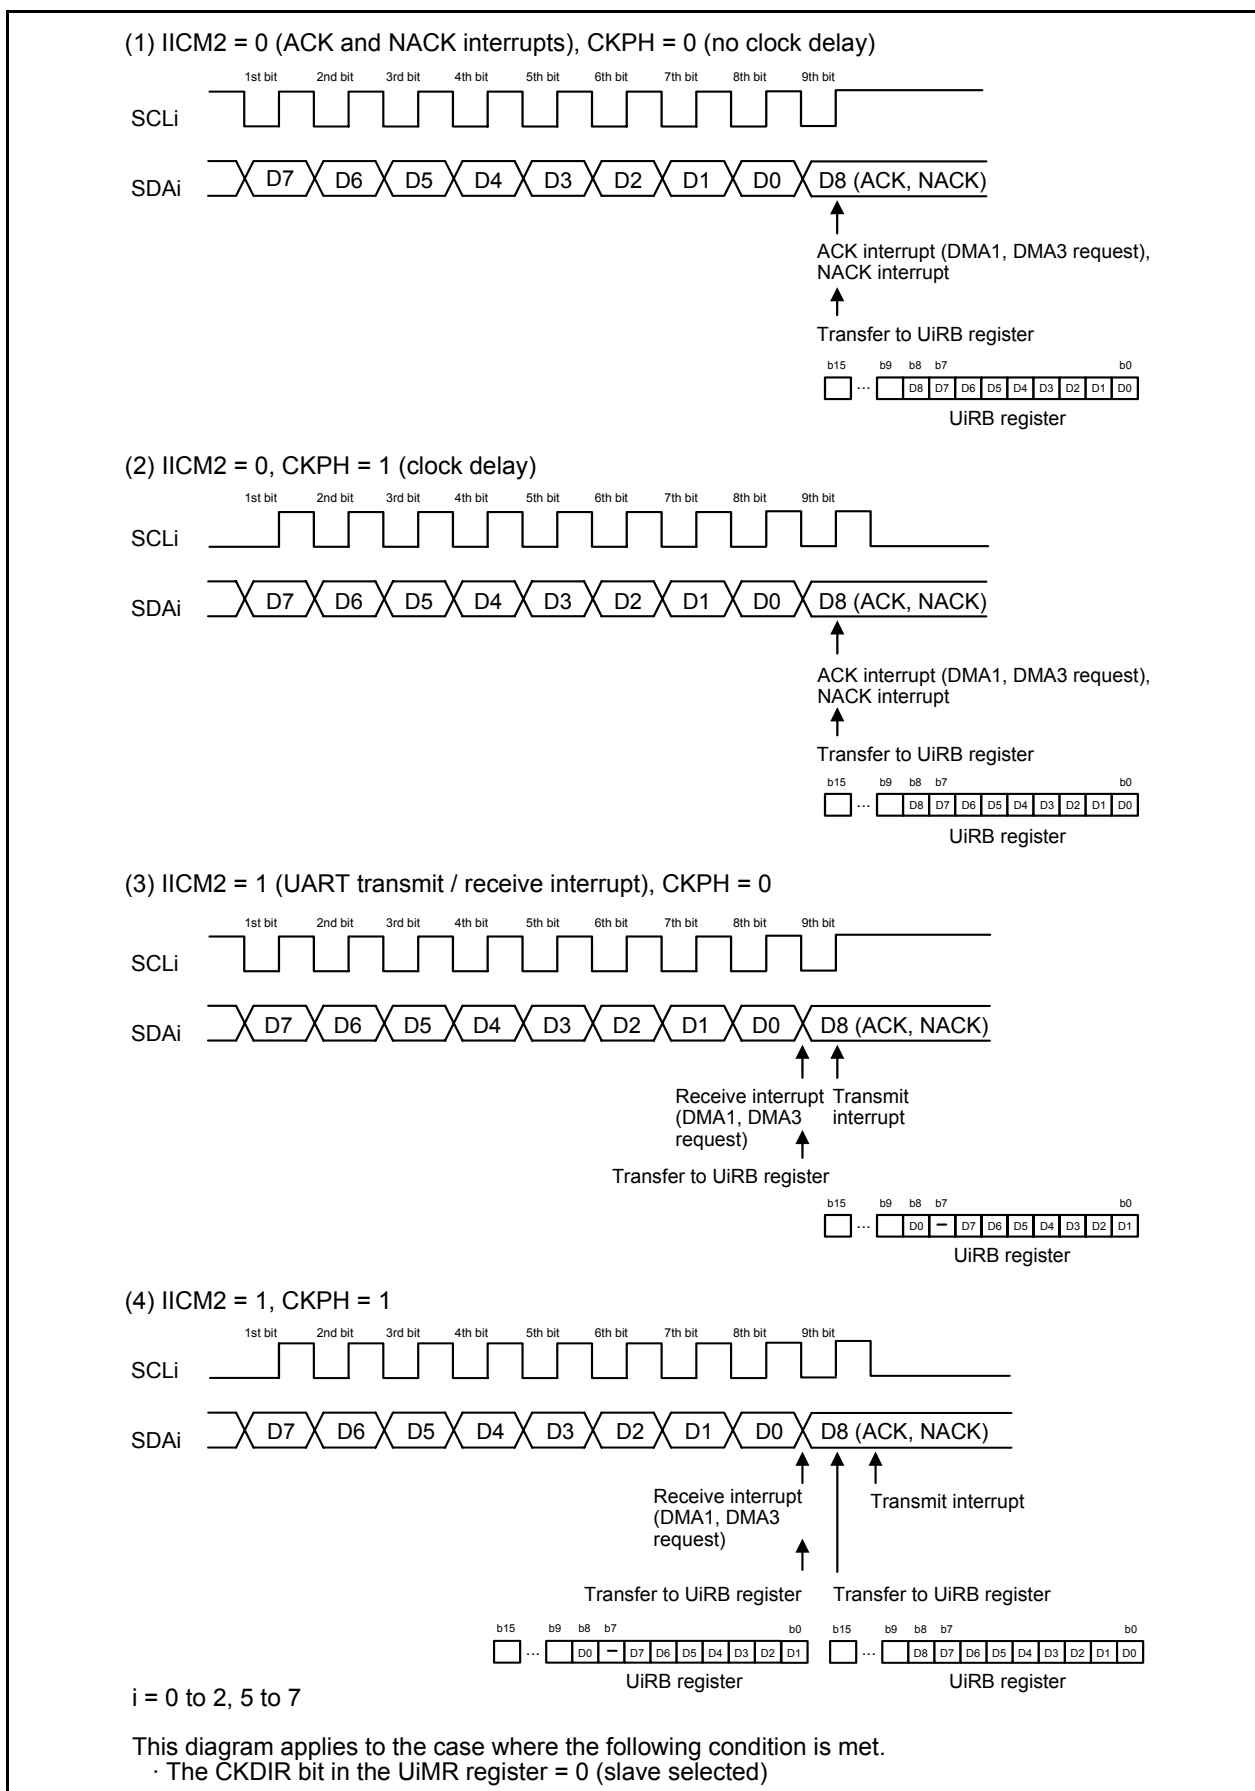 (1) IICM2 = 0 (ACK and NACK interrupts), CKPH = 0 (no clock delay)
1st bit 2nd bit 3rd bit 4th bit 5th bit 6th bit 7th bit 8th bit 9th bit
SCLi
SDAi D7 D6 D5 D4 D3 D2 D1 D0 D8 (ACK, NACK)
ACK interrupt (DMA1, DMA3 request),
NACK interrupt
Transfer to UiRB register
b15 b9 b8 b7 b0
... D8 D7 D6 D5 D4 D3 D2 D1 D0
UiRB register
(2) IICM2 = 0, CKPH = 1 (clock delay)
1st bit 2nd bit 3rd bit 4th bit 5th bit 6th bit 7th bit 8th bit 9th bit
SCLi
SDAi D7 D6 D5 D4 D3 D2 D1 D0 D8 (ACK, NACK)
ACK interrupt (DMA1, DMA3 request),
NACK interrupt
Transfer to UiRB register
b15 b9 b8 b7 b0
... D8 D7 D6 D5 D4 D3 D2 D1 D0
UiRB register
(3) IICM2 = 1 (UART transmit / receive interrupt), CKPH = 0
1st bit 2nd bit 3rd bit 4th bit 5th bit 6th bit 7th bit 8th bit 9th bit
SCLi
SDAi D7 D6 D5 D4 D3 D2 D1 D0 D8 (ACK, NACK)
Receive interrupt Transmit
(DMA1, DMA3 interrupt
request)
Transfer to UiRB register
b15 b9 b8 b7 b0
... D0 – D7 D6 D5 D4 D3 D2 D1
UiRB register
(4) IICM2 = 1, CKPH = 1
1st bit 2nd bit 3rd bit 4th bit 5th bit 6th bit 7th bit 8th bit 9th bit
SCLi
SDAi D7 D6 D5 D4 D3 D2 D1 D0 D8 (ACK, NACK)
Receive interrupt Transmit interrupt
(DMA1, DMA3
request)
Transfer to UiRB register Transfer to UiRB register
b15 b9 b8 b7 b0 b15 b9 b8 b7 b0
... D0 – D7 D6 D5 D4 D3 D2 D1 ... D8 D7 D6 D5 D4 D3 D2 D1 D0
UiRB register UiRB register
i = 0 to 2, 5 to 7
This diagram applies to the case where the following condition is met.
· The CKDIR bit in the UiMR register = 0 (slave selected)